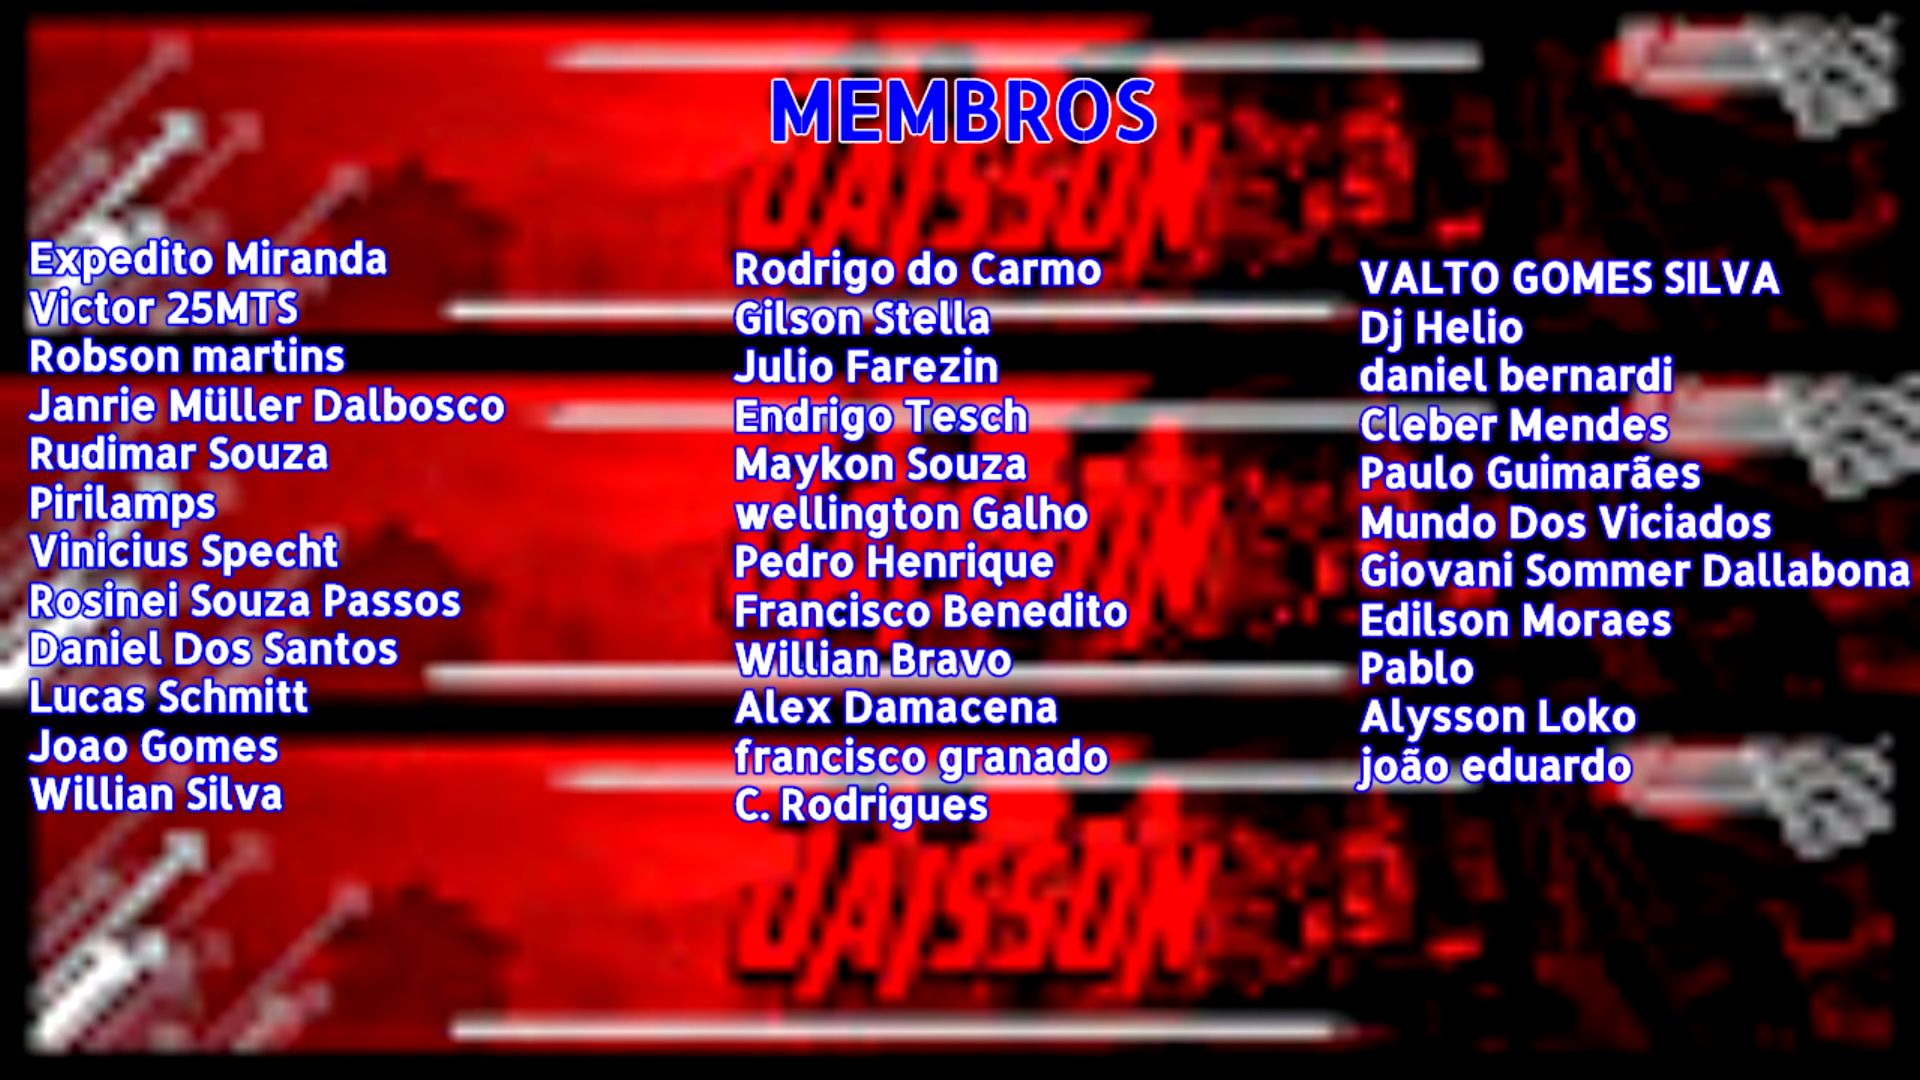 MEMBROS
Expedito Miranda
Victor 25MTS
Robson martins
Janrie Müller Dalbosco
Rudimar Souza
Pirilamps
Vinicius Specht
Rosinei Souza Passos
Daniel Dos Santos
Lucas Schmitt
Joao Gomes
Willian Silva
Rodrigo do Carmo
Gilson Stella
Julio Farezin
Endrigo Tesch
Maykon Souza
wellington Galho
Pedro Henrique
Francisco Benedito
Willian Bravo
Alex Damacena
francisco granado
C. Rodrigues
VALTO GOMES SILVA
Dj Helio
daniel bernardi
Cleber Mendes
Paulo Guimarães
Mundo Dos Viciados
Giovani Sommer Dallabona
Edilson Moraes
Pablo
Alysson Loko
joão eduardo